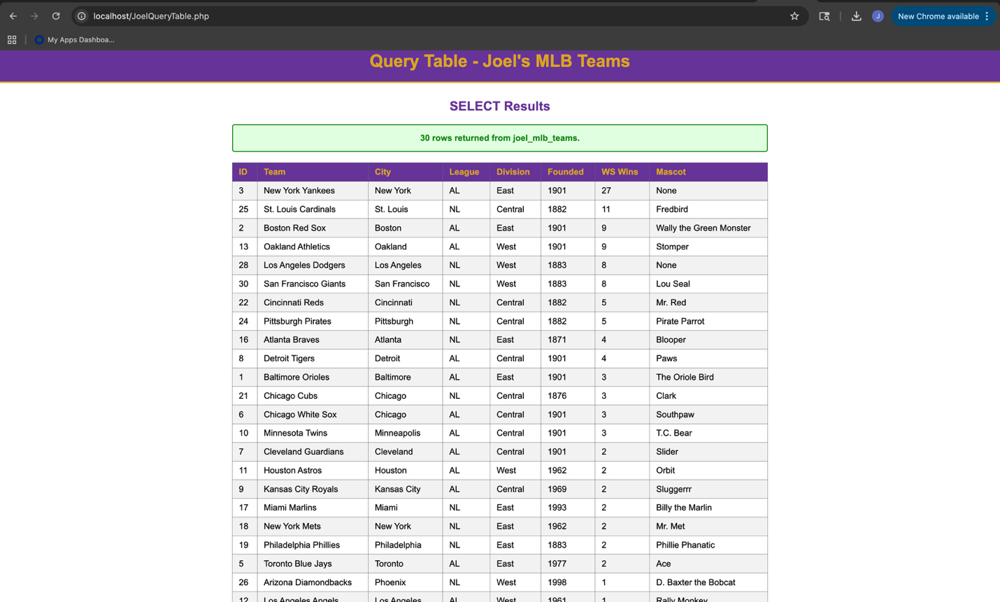 localhost/JoelQueryTable.php
J
New Chrome available
My Apps Dashboa...
Query Table - Joel's MLB Teams
SELECT Results
30 rows returned from joel_mlb_teams.
ID Team City League Division Founded WS Wins Mascot
3 New York Yankees New York AL East 1901 27 None
25 St. Louis Cardinals St. Louis NL Central 1882 11 Fredbird
2 Boston Red Sox Boston AL East 1901 9 Wally the Green Monster
13 Oakland Athletics Oakland AL West 1901 9 Stomper
28 Los Angeles Dodgers Los Angeles NL West 1883 8 None
30 San Francisco Giants San Francisco NL West 1883 8 Lou Seal
22 Cincinnati Reds Cincinnati NL Central 1882 5 Mr. Red
24 Pittsburgh Pirates Pittsburgh NL Central 1882 5 Pirate Parrot
16 Atlanta Braves Atlanta NL East 1871 4 Blooper
8 Detroit Tigers Detroit AL Central 1901 4 Paws
1 Baltimore Orioles Baltimore AL East 1901 3 The Oriole Bird
21 Chicago Cubs Chicago NL Central 1876 3 Clark
6 Chicago White Sox Chicago AL Central 1901 3 Southpaw
10 Minnesota Twins Minneapolis AL Central 1901 3 T.C. Bear
7 Cleveland Guardians Cleveland AL Central 1901 2 Slider
11 Houston Astros Houston AL West 1962 2 Orbit
9 Kansas City Royals Kansas City AL Central 1969 2 Sluggerrr
17 Miami Marlins Miami NL East 1993 2 Billy the Marlin
18 New York Mets New York NL East 1962 2 Mr. Met
19 Philadelphia Phillies Philadelphia NL East 1883 2 Phillie Phanatic
5 Toronto Blue Jays Toronto AL East 1977 2 Ace
26 Arizona Diamondbacks Phoenix NL West 1998 1 D. Baxter the Bobcat
12 Los Angeles Angels Los Angeles AL West 1961 1 Rally Monkey